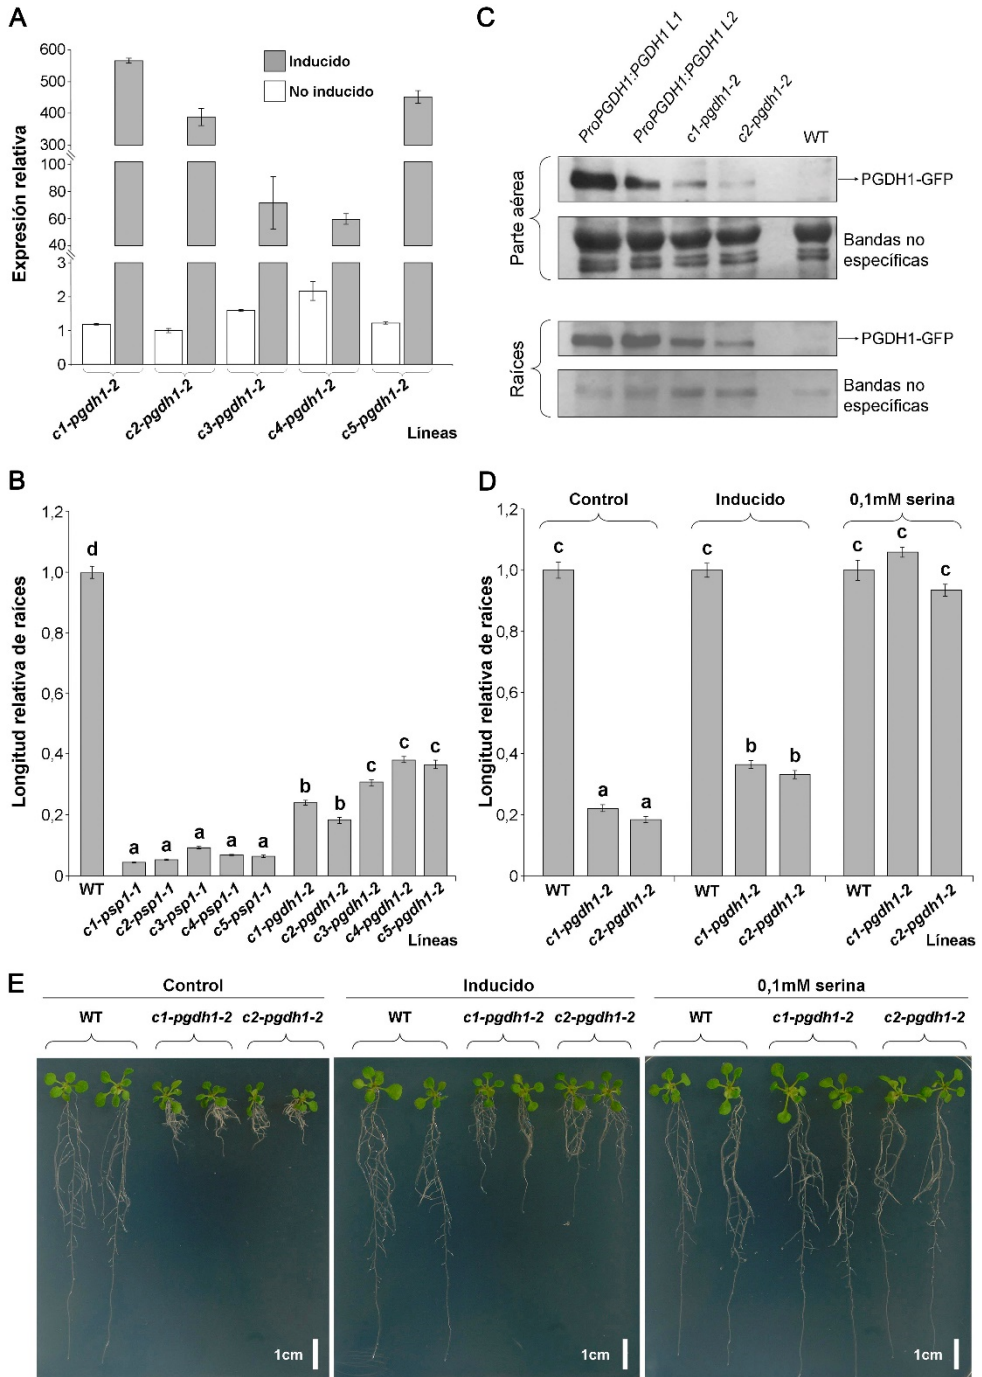 A
Expresión relativa
600
500
400
300
100
80
60
40
3
2
1
0
Inducido
No inducido
c1-pgdh1-2
c2-pgdh1-2
c3-pgdh1-2
c4-pgdh1-2
c5-pgdh1-2
Líneas
C
ProPGDH1:PGDH1 L1
ProPGDH1:PGDH1 L2
c1-pgdh1-2
c2-pgdh1-2
WT
Parte aérea
PGDH1-GFP
Bandas no
específicas
Raíces
PGDH1-GFP
Bandas no
específicas
B
Longitud relativa de raíces
1,2
1,0
0,8
0,6
0,4
0,2
0
d
a
a
a
a
a
b
b
c
c
c
WT
c1-psp1-1
c2-psp1-1
c3-psp1-1
c4-psp1-1
c5-psp1-1
c1-pgdh1-2
c2-pgdh1-2
c3-pgdh1-2
c4-pgdh1-2
c5-pgdh1-2
Líneas
D
Control
Inducido
0,1mM serina
Longitud relativa de raíces
1,2
1,0
0,8
0,6
0,4
0,2
0
c
a
a
c
b
b
c
c
c
WT
c1-pgdh1-2
c2-pgdh1-2
WT
c1-pgdh1-2
c2-pgdh1-2
WT
c1-pgdh1-2
c2-pgdh1-2
Líneas
E
Control
Inducido
0,1mM serina
WT
c1-pgdh1-2
c2-pgdh1-2
WT
c1-pgdh1-2
c2-pgdh1-2
WT
c1-pgdh1-2
c2-pgdh1-2
1cm
1cm
1cm